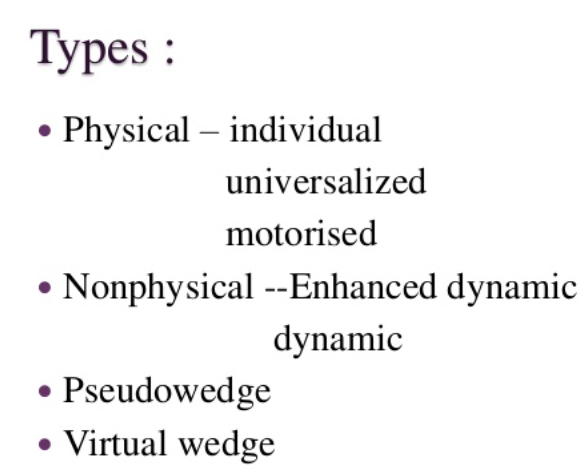 Types :
• Physical – individual
universalized
motorised
• Nonphysical --Enhanced dynamic
dynamic
• Pseudowedge
• Virtual wedge